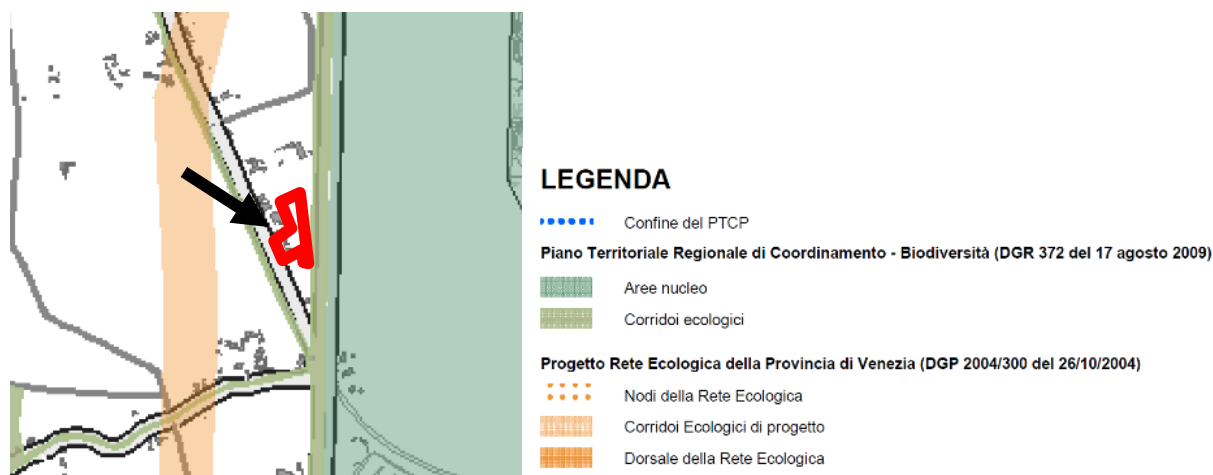 LEGENDA
Confine del PTCP
Piano Territoriale Regionale di Coordinamento - Biodiversità (DGR 372 del 17 agosto 2009)
Aree nucleo
Corridoi ecologici
Progetto Rete Ecologica della Provincia di Venezia (DGP 2004/300 del 26/10/2004)
Nodi della Rete Ecologica
Corridoi Ecologici di progetto
Dorsale della Rete Ecologica